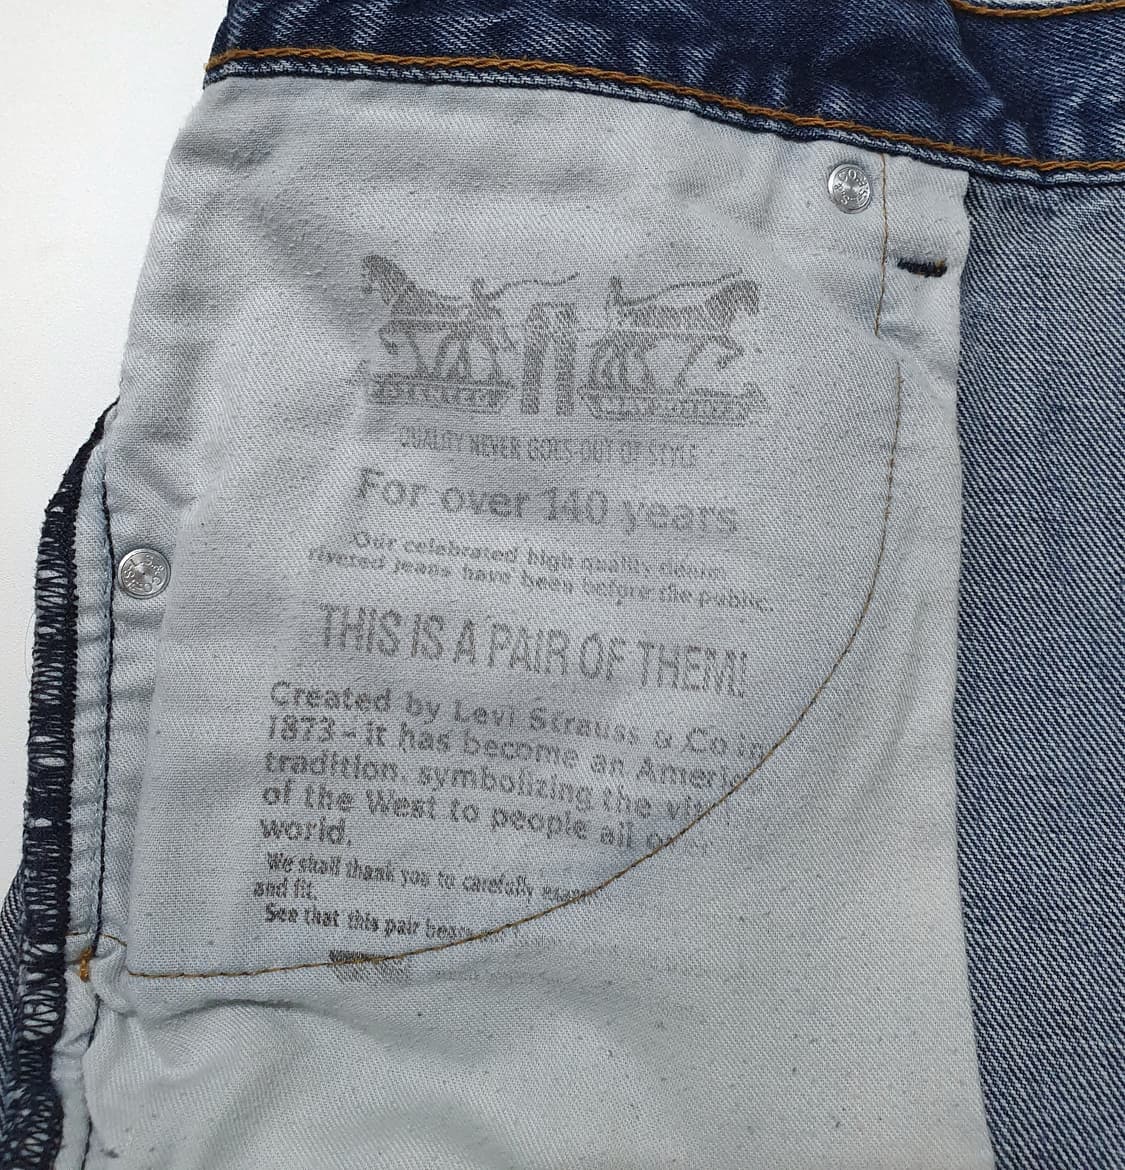 QUALITY NEVER GOES OUT OF STYLE
For over 140 years
Our celebrated high quality denim
riveted jeans have been before the public.
THIS IS A PAIR OF THEM!
Created by Levi Strauss & Co. in
1873 - it has become an Ameri
tradition, symbolizing the vit
of the West to people all over
world.
We shall thank you to carefully exam
and fit.
See that this pair bears